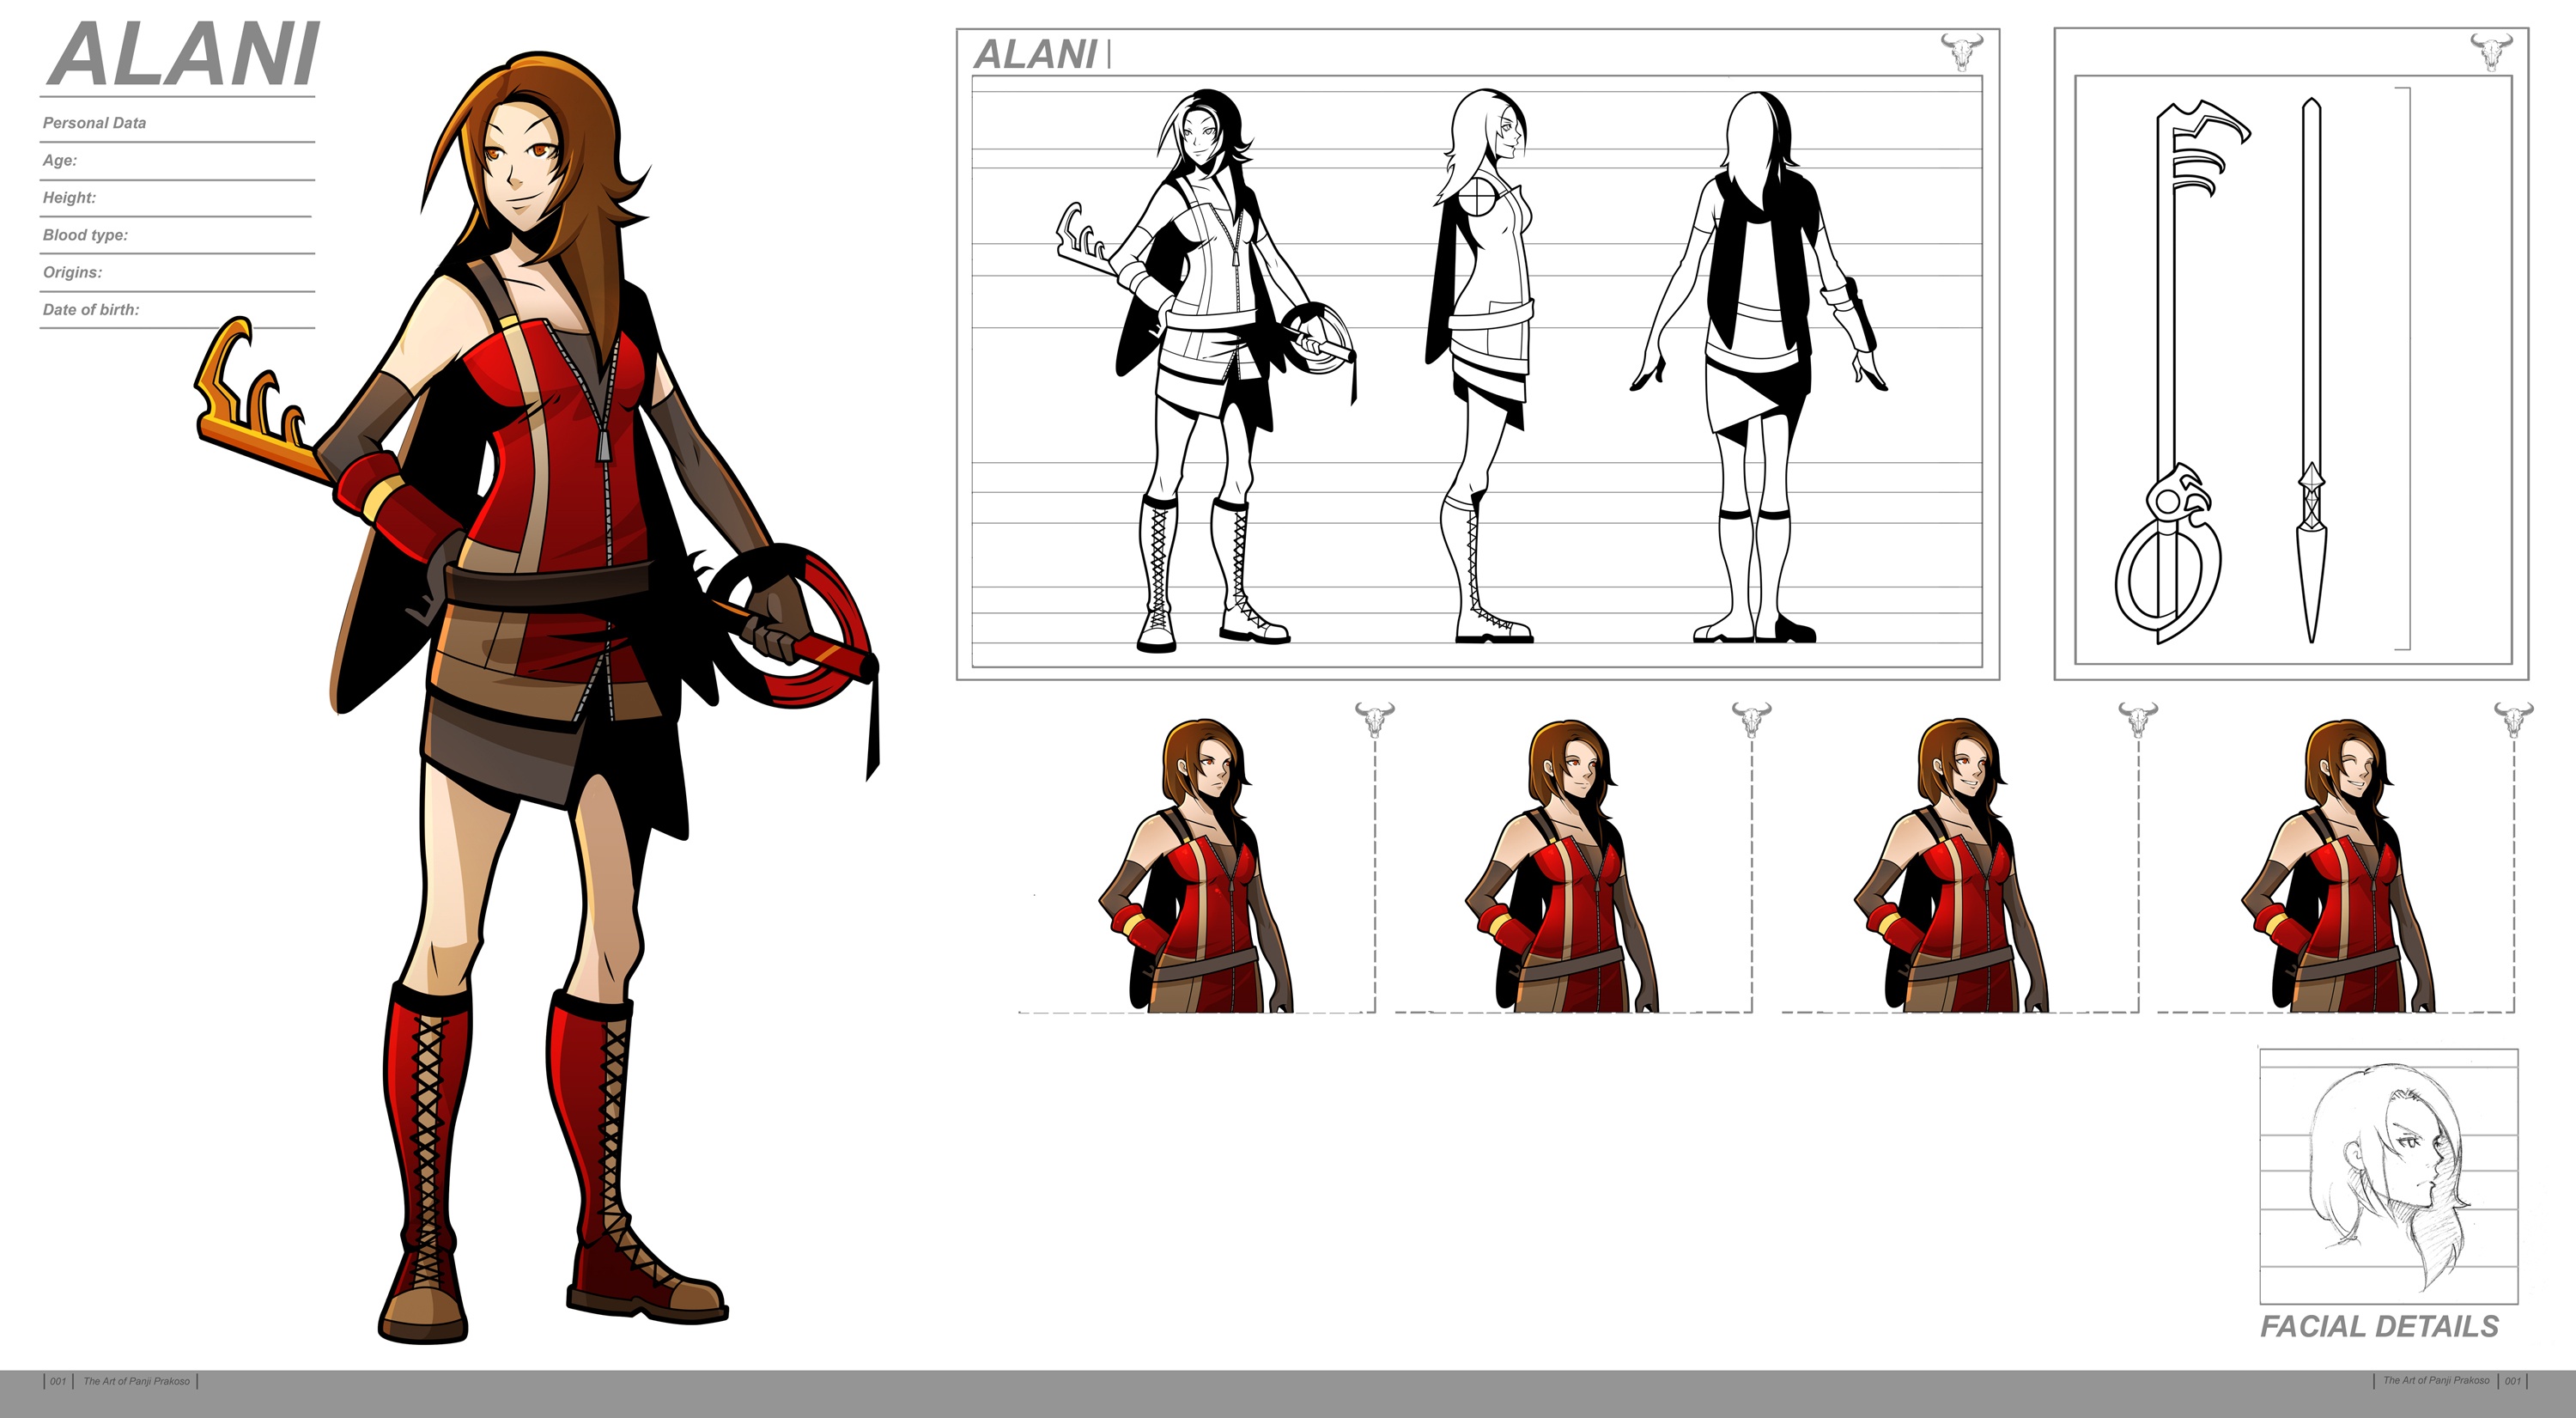 ALANI
Personal Data
Age:
Height:
Blood type:
Origins:
Date of birth:
ALANI |
FACIAL DETAILS
| 001 | The Art of Panji Prakoso |
| The Art of Panji Prakoso | 001 |